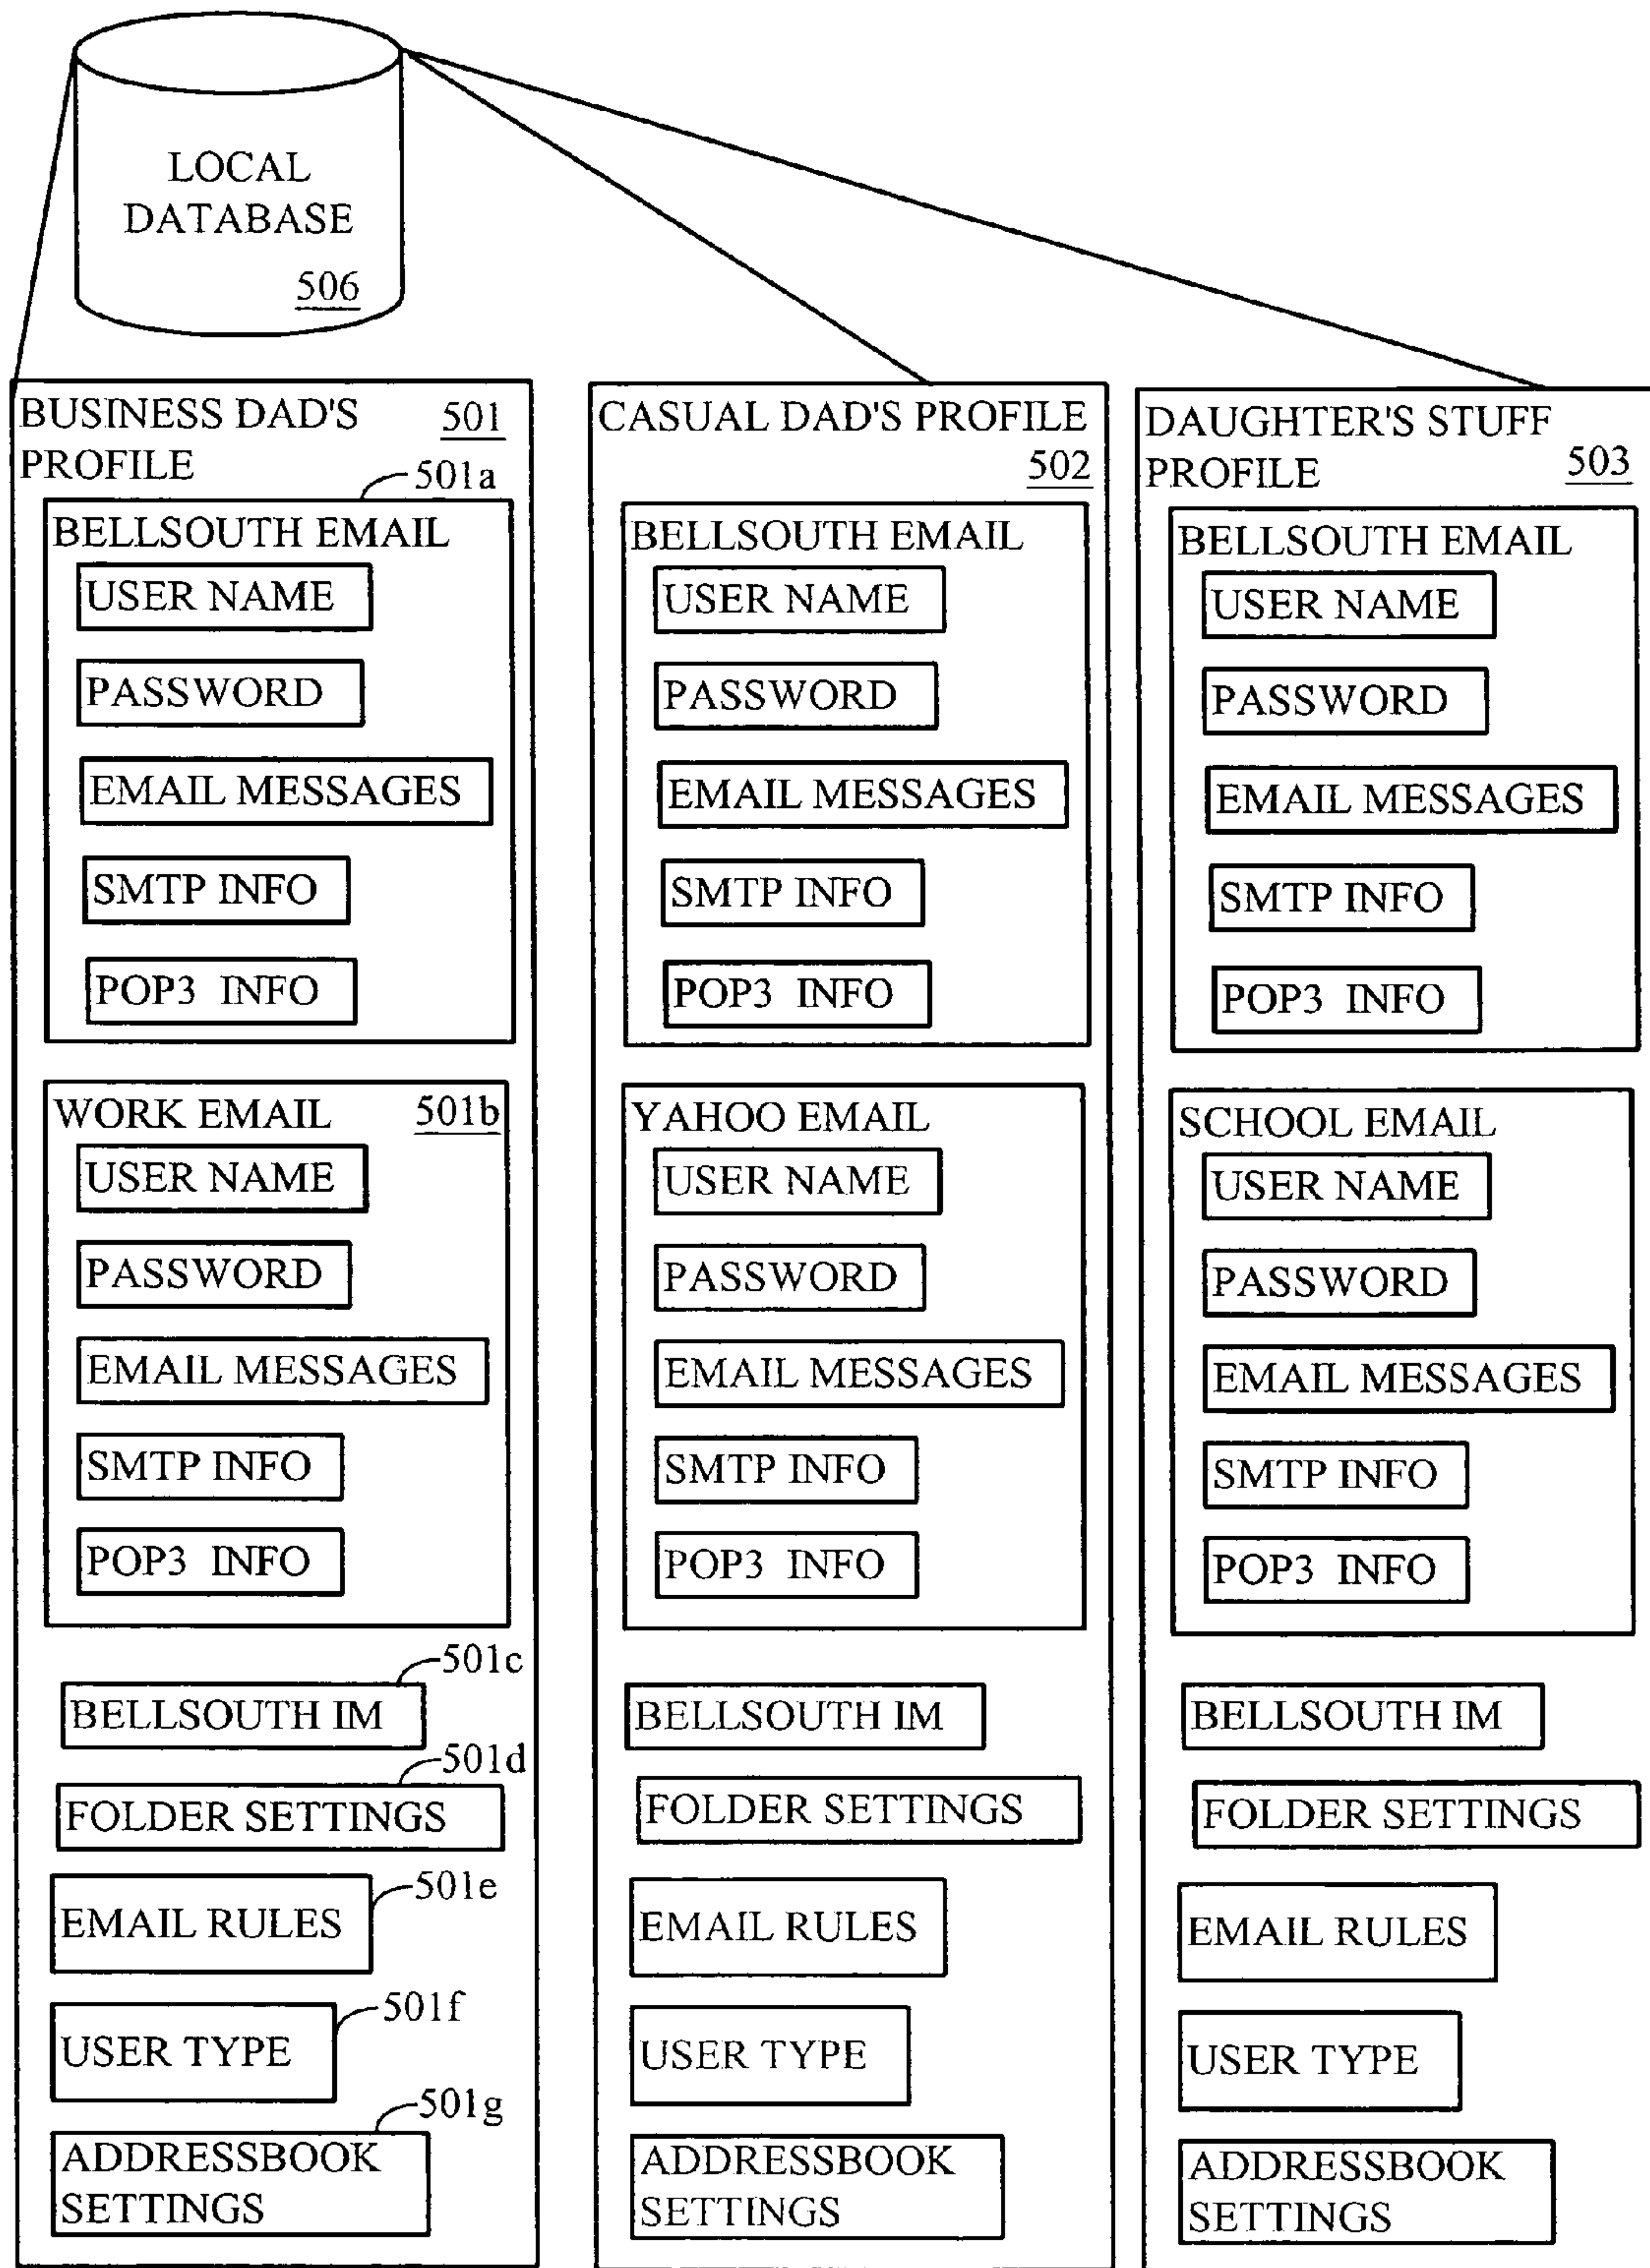 LOCAL
DATABASE
506
BUSINESS DAD'S 501
PROFILE
501a
BELLSOUTH EMAIL
USER NAME
PASSWORD
EMAIL MESSAGES
SMTP INFO
POP3 INFO
WORK EMAIL 501b
USER NAME
PASSWORD
EMAIL MESSAGES
SMTP INFO
POP3 INFO
501c
BELLSOUTH IM
501d
FOLDER SETTINGS
501e
EMAIL RULES
501f
USER TYPE
501g
ADDRESSBOOK
SETTINGS
CASUAL DAD'S PROFILE
502
BELLSOUTH EMAIL
USER NAME
PASSWORD
EMAIL MESSAGES
SMTP INFO
POP3 INFO
YAHOO EMAIL
USER NAME
PASSWORD
EMAIL MESSAGES
SMTP INFO
POP3 INFO
BELLSOUTH IM
FOLDER SETTINGS
EMAIL RULES
USER TYPE
ADDRESSBOOK
SETTINGS
DAUGHTER'S STUFF
PROFILE 503
BELLSOUTH EMAIL
USER NAME
PASSWORD
EMAIL MESSAGES
SMTP INFO
POP3 INFO
SCHOOL EMAIL
USER NAME
PASSWORD
EMAIL MESSAGES
SMTP INFO
POP3 INFO
BELLSOUTH IM
FOLDER SETTINGS
EMAIL RULES
USER TYPE
ADDRESSBOOK
SETTINGS